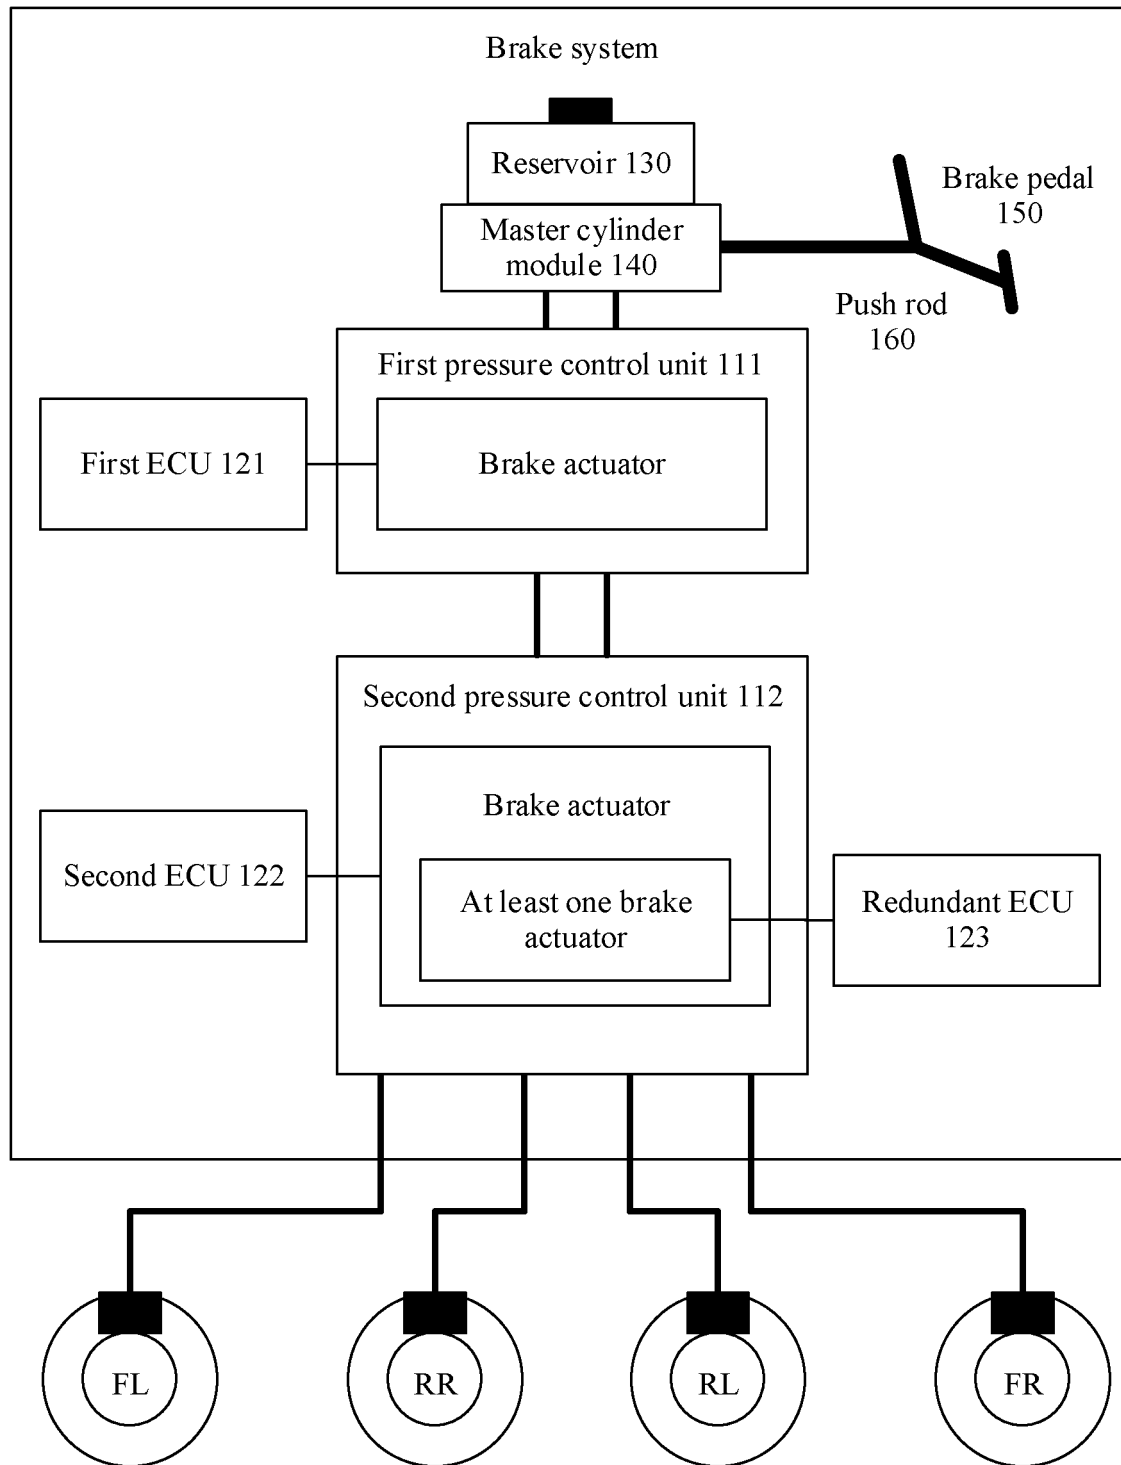 Brake system
Reservoir 130
Master cylinder
module 140
Brake pedal
150
Push rod
160
First pressure control unit 111
First ECU 121
Brake actuator
Second pressure control unit 112
Brake actuator
Second ECU 122
At least one brake
actuator
Redundant ECU
123
FL
RR
RL
FR